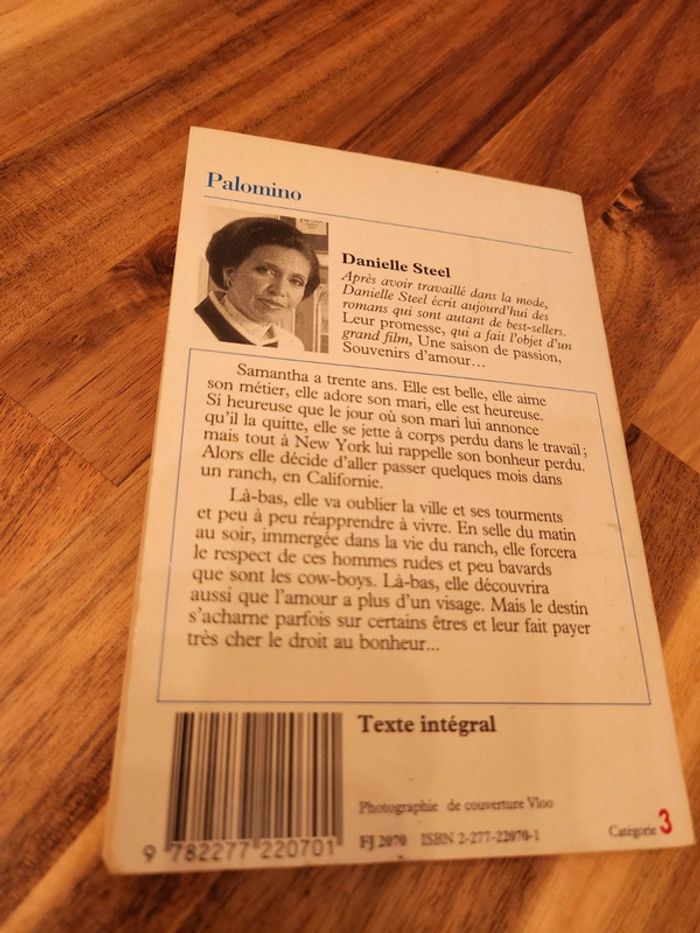 Palomino
Danielle Steel
Après avoir travaillé dans la mode,
Danielle Steel écrit aujourd'hui des
romans qui sont autant de best-sellers.
Leur promesse, qui a fait l'objet d'un
grand film, Une saison de passion,
Souvenirs d'amour...
Samantha a trente ans. Elle est belle, elle aime
son métier, elle adore son mari, elle est heureuse.
Si heureuse que le jour où son mari lui annonce
qu'il la quitte, elle se jette à corps perdu dans le travail ;
mais tout à New York lui rappelle son bonheur perdu.
Alors elle décide d'aller passer quelques mois dans
un ranch, en Californie.
Là-bas, elle va oublier la ville et ses tourments
et peu à peu réapprendre à vivre. En selle du matin
au soir, immergée dans la vie du ranch, elle forcera
le respect de ces hommes rudes et peu bavards
que sont les cow-boys. Là-bas, elle découvrira
aussi que l'amour a plus d'un visage. Mais le destin
s'acharne parfois sur certains êtres et leur fait payer
très cher le droit au bonheur...
Texte intégral
Photographie de couverture Vloo
FJ 2070 ISBN 2-277-22070-1
Catégorie 3
9 782277 220701